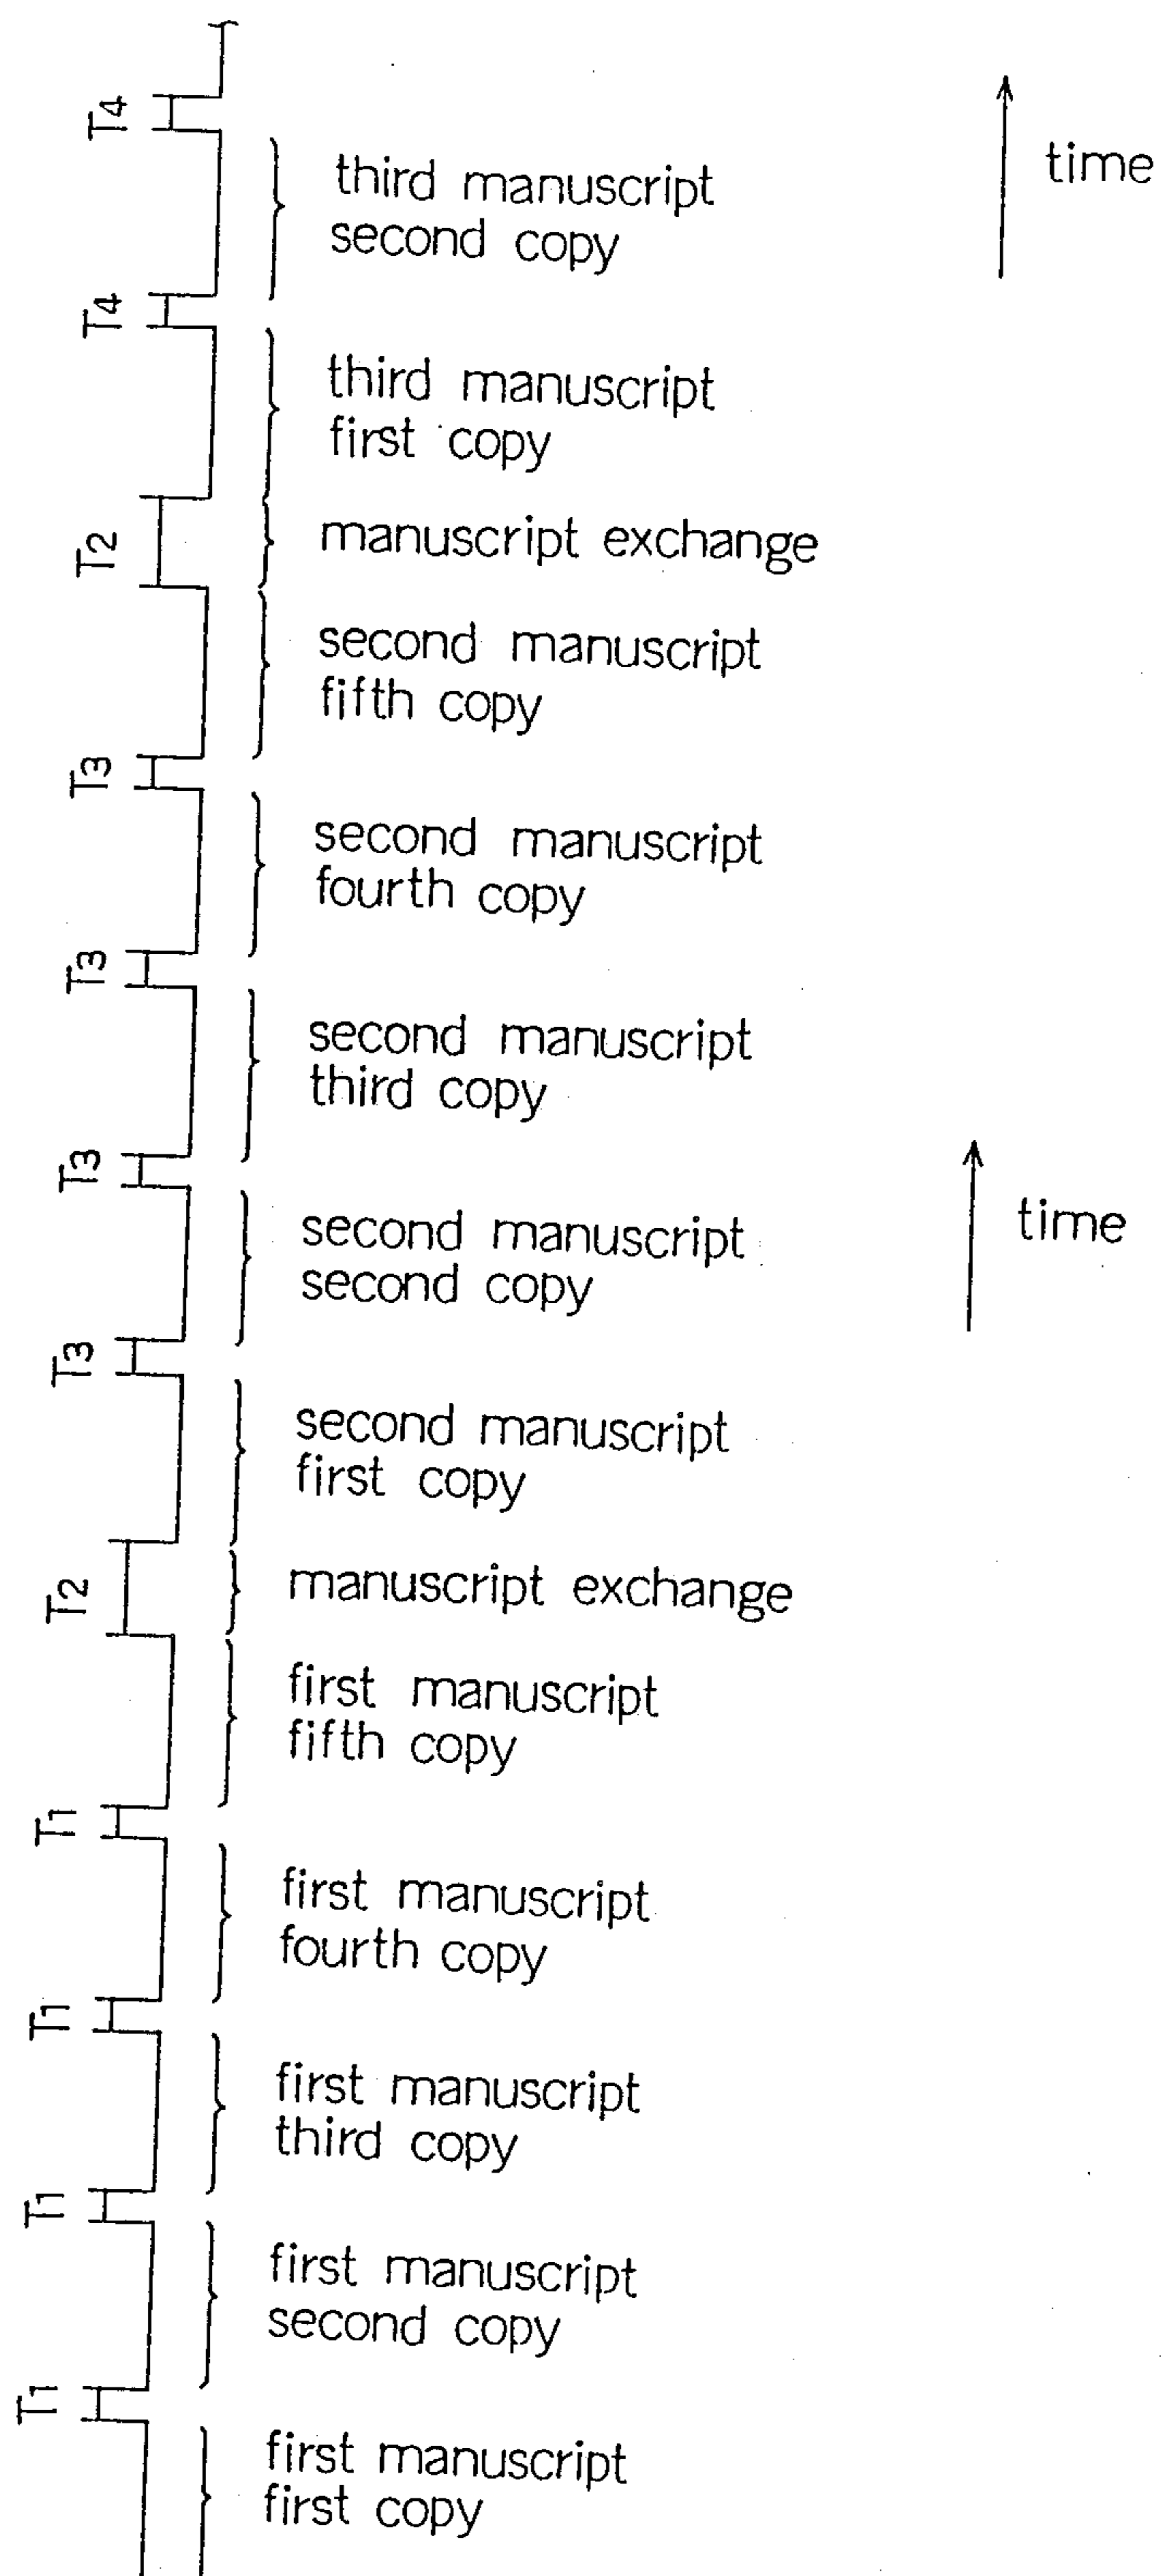 T4
time
third manuscript
second copy
T4
third manuscript
first copy
T2
manuscript exchange
second manuscript
fifth copy
T3
second manuscript
fourth copy
T3
second manuscript
third copy
T3
time
second manuscript
second copy
T3
second manuscript
first copy
T2
manuscript exchange
first manuscript
fifth copy
T1
first manuscript
fourth copy
T1
first manuscript
third copy
T1
first manuscript
second copy
T1
first manuscript
first copy